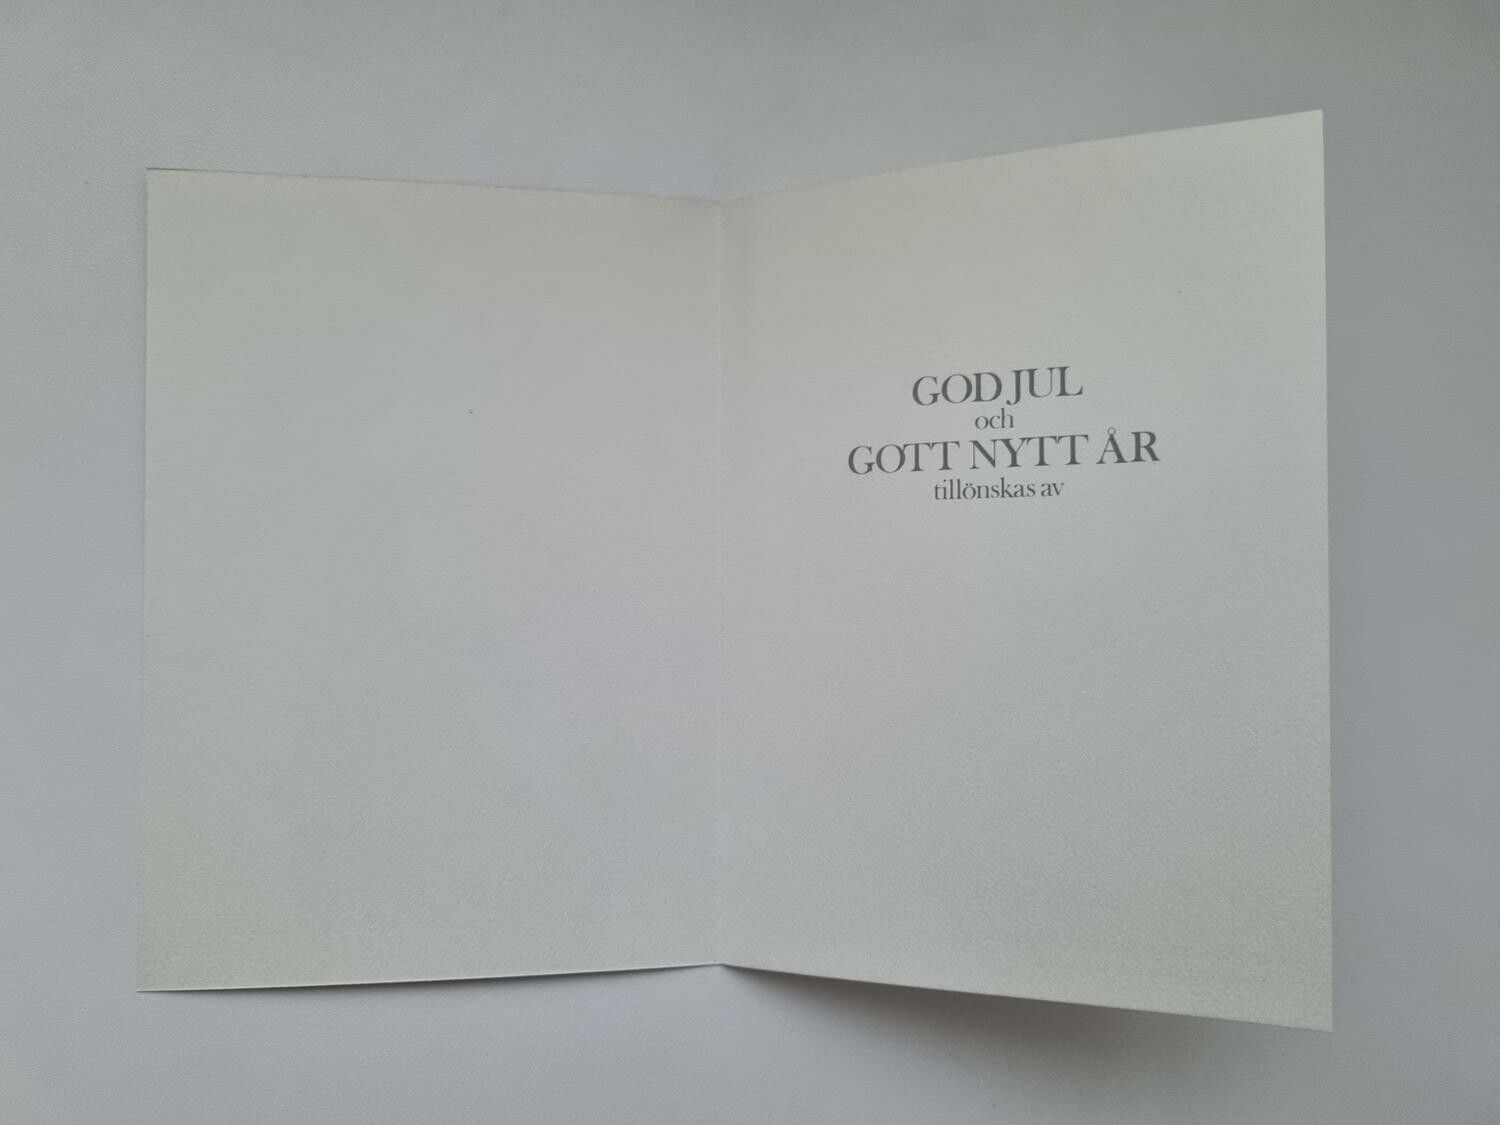 GOD JUL
och
GOTT NYTT ÅR
tillönskas av